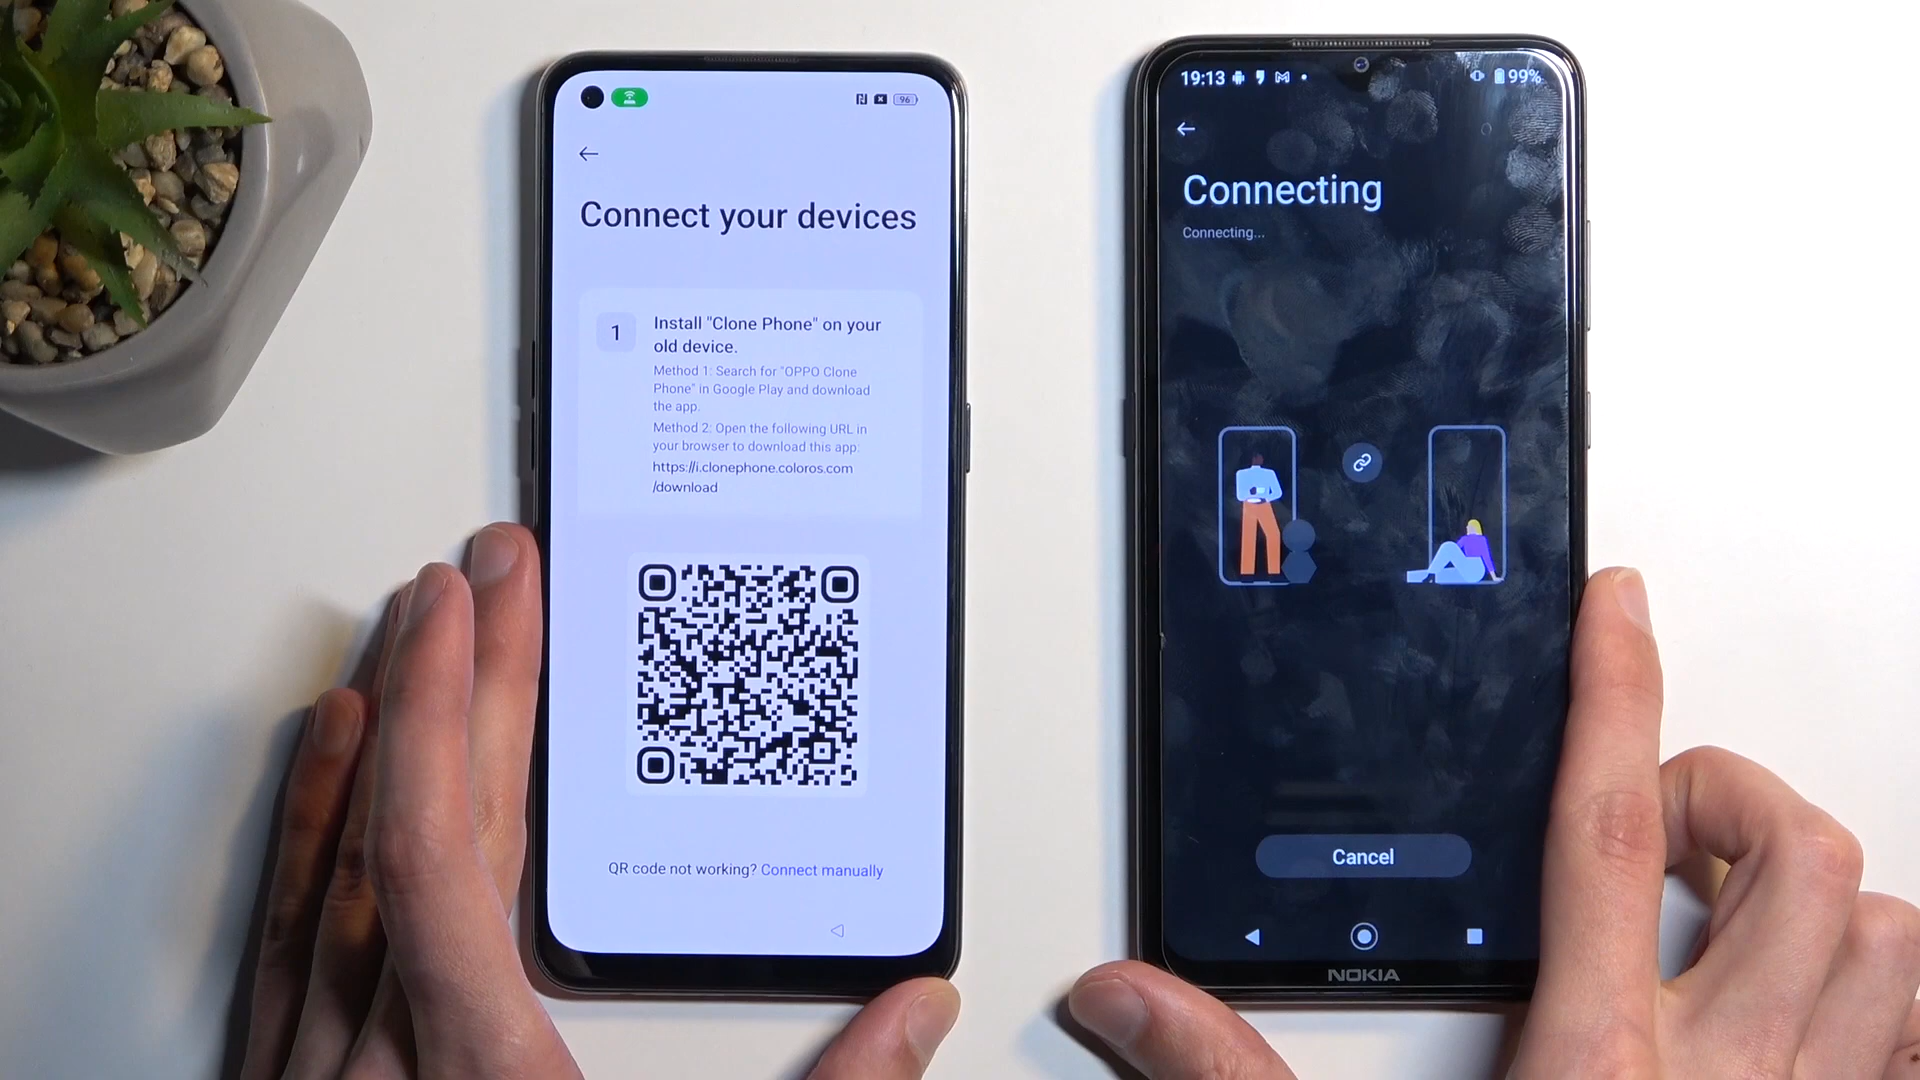 96
Connect your devices
1
Install "Clone Phone" on your
old device.
Method 1: Search for "OPPO Clone
Phone" in Google Play and download
the app.
Method 2: Open the following URL in
your browser to download this app:
https://i.clonephone.coloros.com
/download
QR code not working? Connect manually
19:13
99%
Connecting
Connecting...
Cancel
NOKIA